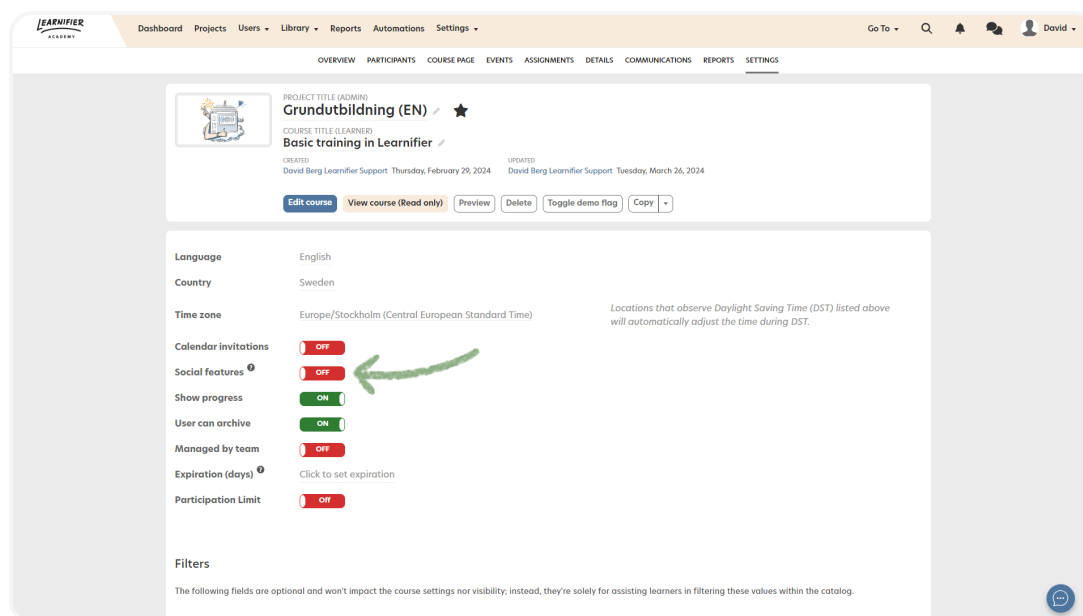 LEARNIFIER
ACADEMY
Dashboard Projects Users Library Reports Automations Settings Go To David
OVERVIEW PARTICIPANTS COURSE PAGE EVENTS ASSIGNMENTS DETAILS COMMUNICATIONS REPORTS SETTINGS
PROJECT TITLE (ADMIN)
Grundutbildning (EN)
COURSE TITLE (LEARNER)
Basic training in Learnifier
CREATED UPDATED
David Berg Learnifier Support Thursday, February 29, 2024 David Berg Learnifier Support Tuesday, March 26, 2024
Edit course View course (Read only) Preview Delete Toggle demo flag Copy
Language English
Country Sweden
Time zone Europe/Stockholm (Central European Standard Time)
Locations that observe Daylight Saving Time (DST) listed above
will automatically adjust the time during DST.
Calendar invitations OFF
Social features ? OFF
Show progress ON
User can archive ON
Managed by team OFF
Expiration (days) ? Click to set expiration
Participation Limit Off
Filters
The following fields are optional and won't impact the course settings nor visibility; instead, they're solely for assisting learners in filtering these values within the catalog.